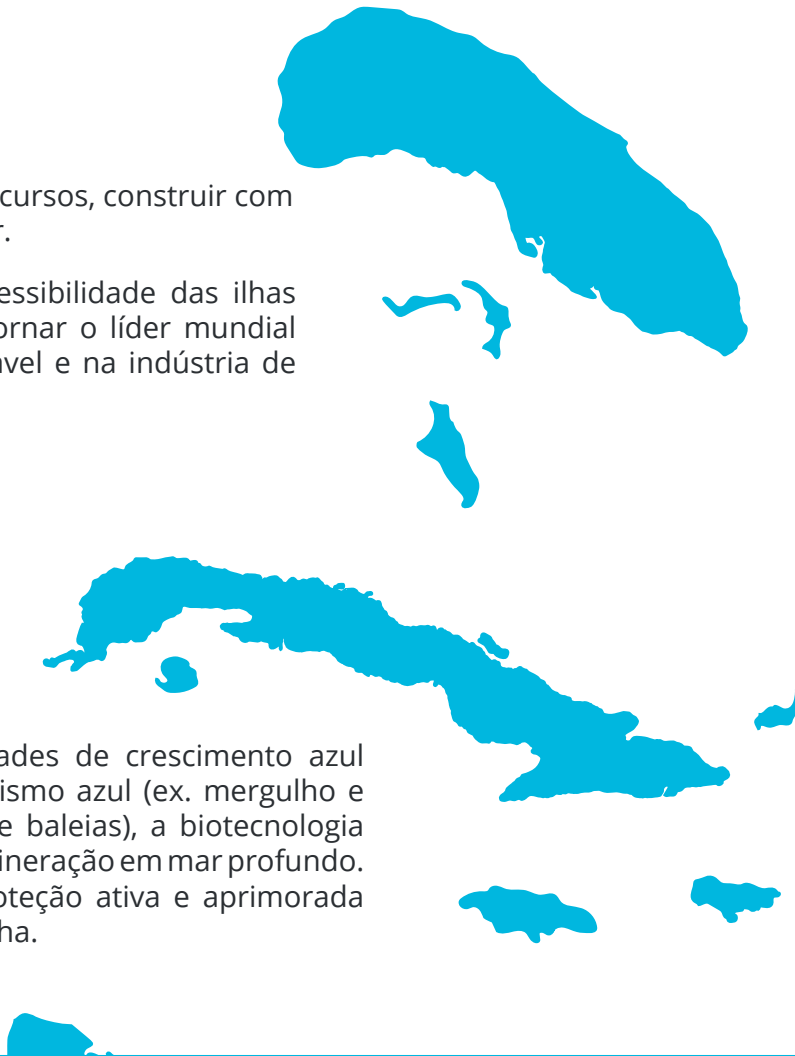 cursos, construir com
r.
essibilidade das ilhas
ornar o líder mundial
ável e na indústria de
ades de crescimento azul
ismo azul (ex. mergulho e
e baleias), a biotecnologia
ineração em mar profundo.
oteção ativa e aprimorada
ha.